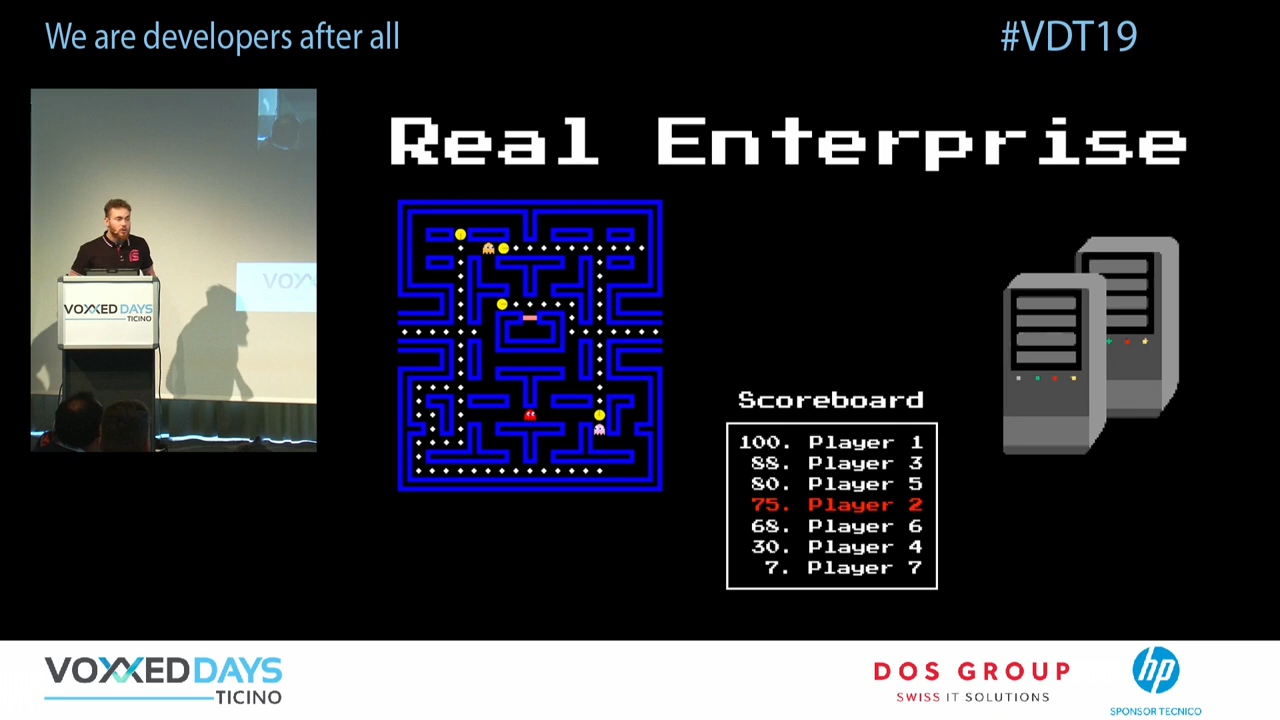 We are developers after all
#VDT19
Real Enterprise
VOXXED DAYS
TICINO
Scoreboard
100. Player 1
88. Player 3
80. Player 5
75. Player 2
68. Player 6
30. Player 4
7. Player 7
VOXXED DAYS
TICINO
DOS GROUP
SWISS IT SOLUTIONS
hp
SPONSOR TECNICO